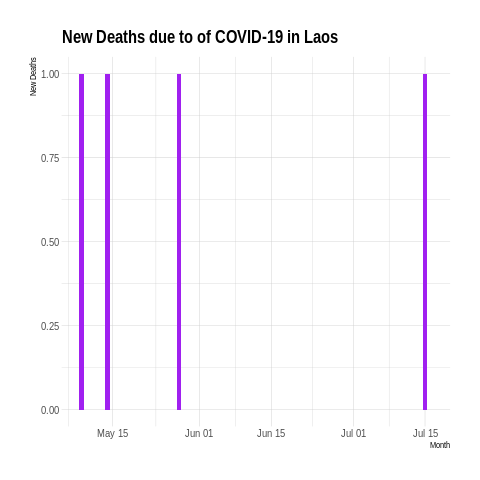 New Deaths due to of COVID-19 in Laos
New Deaths
1.00
0.75
0.50
0.25
0.00
May 15 Jun 01 Jun 15 Jul 01 Jul 15
Month